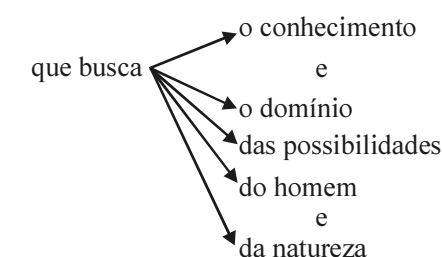 o conhecimento
que busca
e
o domínio
das possibilidades
do homem
e
da natureza